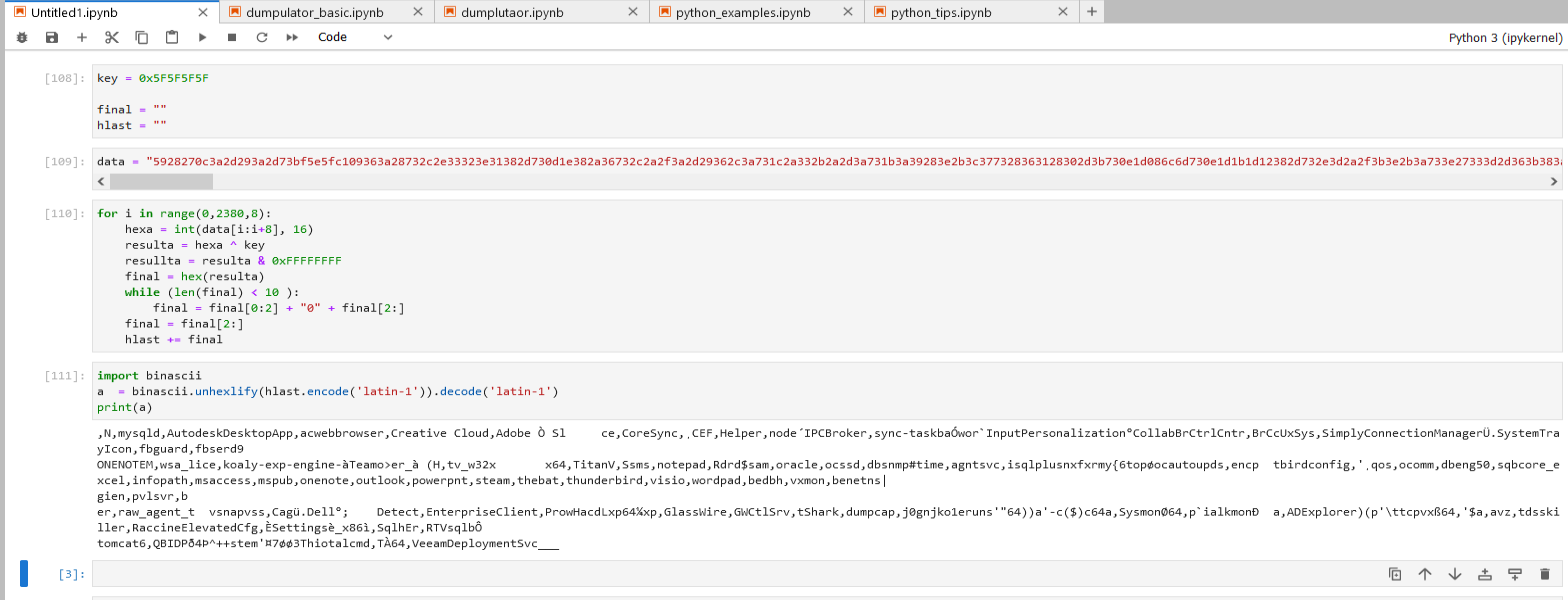 Untitled1.ipynb
dumpulator_basic.ipynb
dumplutaor.ipynb
python_examples.ipynb
python_tips.ipynb
Code
Python 3 (ipykernel)
[108]:
key = 0x5F5F5F5F
final = ""
hlast = ""
[109]:
data = "5928270c3a2d293a2d73bf5e5fc109363a28732c2e33323e31382d730d1e382a36732c2a2f3a2d29362c3a731c2a332b2a2d3a731b3a39283e2b3c377328363128302d3b730e1d086c6d730e1d1b1d12382d732e3d2a2f3b3e2b3a733e27333d2d363b383a
[110]:
for i in range(0,2380,8):
    hexa = int(data[i:i+8], 16)
    resulta = hexa ^ key
    resullta = resulta & 0xFFFFFFFF
    final = hex(resulta)
    while (len(final) < 10 ):
        final = final[0:2] + "0" + final[2:]
    final = final[2:]
    hlast += final
[111]:
import binascii
a  = binascii.unhexlify(hlast.encode('latin-1')).decode('latin-1')
print(a)
,N,mysqld,AutodeskDesktopApp,acwebbrowser,Creative Cloud,Adobe Ò Sl     ce,CoreSync,¸CEF,Helper,node´IPCBroker,sync-taskbaÓwor`InputPersonalization°CollabBrCtrlCntr,BrCcUxSys,SimplyConnectionManagerÜ.SystemTra
yIcon,fbguard,fbserd9
ONENOTEM,wsa_lice,koaly-exp-engine-àTeamo>er_à (H,tv_w32x       x64,TitanV,Ssms,notepad,Rdrd$sam,oracle,ocssd,dbsnmp#time,agntsvc,isqlplusnxfxrmy{6topøocautoupds,encp   tbirdconfig,'¸qos,ocomm,dbeng50,sqbcore_e
xcel,infopath,msaccess,mspub,onenote,outlook,powerpnt,steam,thebat,thunderbird,visio,wordpad,bedbh,vxmon,benetns|
gien,pvlsvr,b
er,raw_agent_t  vsnapvss,Cagü.Dell°;    Detect,EnterpriseClient,ProwHacdLxp64¾xp,GlassWire,GWCtlSrv,tShark,dumpcap,j0gnjko1eruns'"64))a'-c($)c64a,SysmonØ64,p`ialkmonÐ  a,ADExplorer)(p'\ttcpvxß64,'$a,avz,tdsski
ller,RaccineElevatedCfg,ÈSettingsè_x86ì,SqlhEr,RTVsqlbÔ
tomcat6,QBIDPð4Þ^++stem'¤7øø3Thiotalcmd,TÀ64,VeeamDeploymentSvc___
[3]: